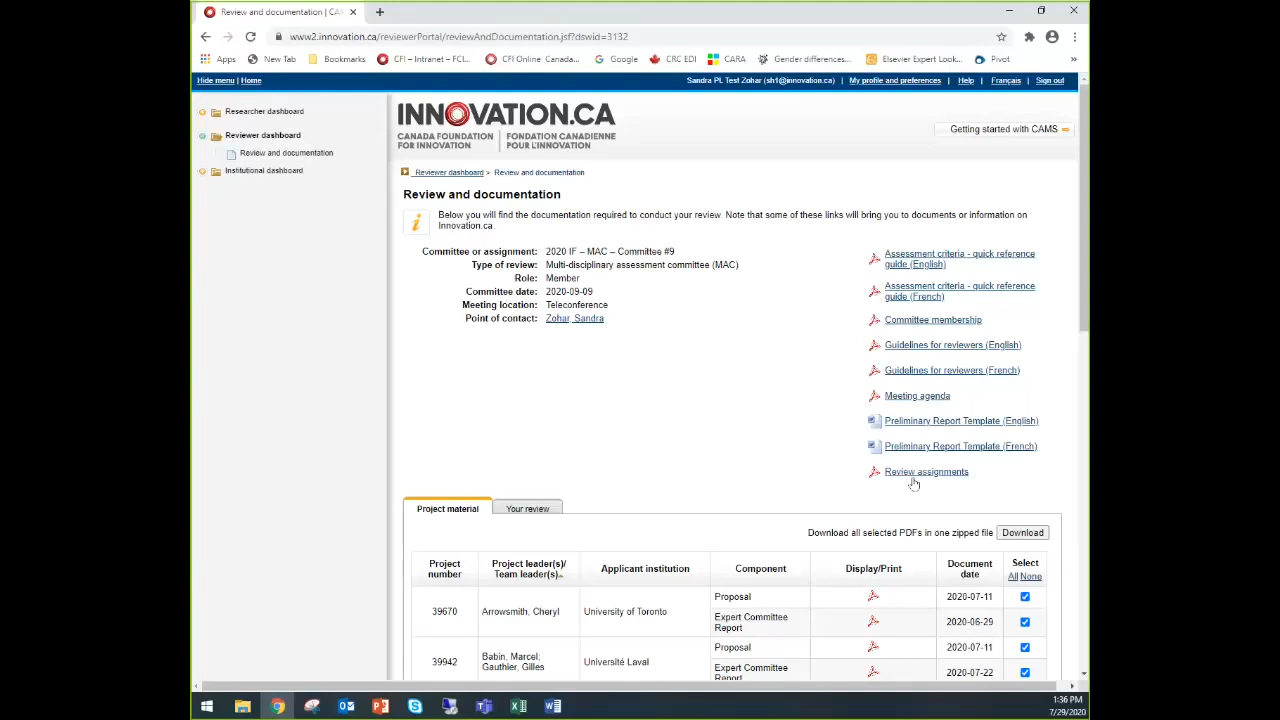 Review and documentation | CA
www2.innovation.ca/reviewerPortal/reviewAndDocumentation.jsf?dswid=3132
Apps New Tab Bookmarks CFI – Intranet – FCI... CFI Online Canada... Google CRC EDI CARA Gender differences... Elsevier Expert Look... Pivot »
Hide menu | Home Sandra PL Test Zohar (sh1@innovation.ca) | My profile and preferences | Help | Français | Sign out
Researcher dashboard
Reviewer dashboard
Review and documentation
Institutional dashboard
INNOVATION.CA
CANADA FOUNDATION FOR INNOVATION | FONDATION CANADIENNE POUR L'INNOVATION
Getting started with CAMS
Reviewer dashboard > Review and documentation
Review and documentation
Below you will find the documentation required to conduct your review. Note that some of these links will bring you to documents or information on
Innovation.ca.
Committee or assignment: 2020 IF – MAC – Committee #9
Type of review: Multi-disciplinary assessment committee (MAC)
Role: Member
Committee date: 2020-09-09
Meeting location: Teleconference
Point of contact: Zohar, Sandra
Assessment criteria - quick reference
guide (English)
Assessment criteria - quick reference
guide (French)
Committee membership
Guidelines for reviewers (English)
Guidelines for reviewers (French)
Meeting agenda
Preliminary Report Template (English)
Preliminary Report Template (French)
Review assignments
Project material Your review
Download all selected PDFs in one zipped file Download
Project number Project leader(s)/ Team leader(s) Applicant institution Component Display/Print Document date Select All None
39670 Arrowsmith, Cheryl University of Toronto Proposal 2020-07-11
Expert Committee Report 2020-06-29
39942 Babin, Marcel; Gauthier, Gilles Université Laval Proposal 2020-07-11
Expert Committee Report 2020-07-22
1:36 PM
7/29/2020